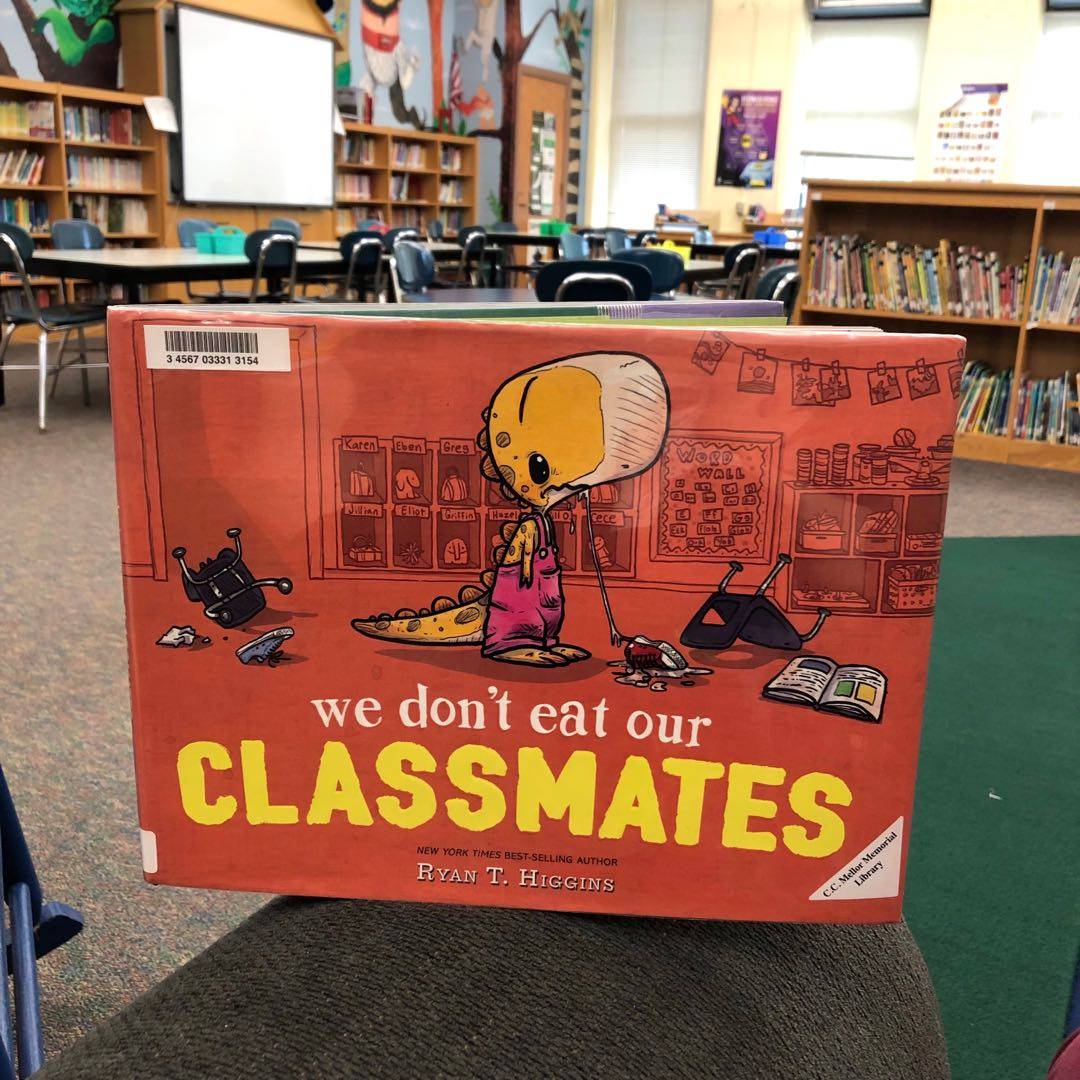 3 4567 03331 3154
Karen Eben Greg
WORD
WALL
Jillian Eliot Griffin Hazel
we don't eat our
CLASSMATES
NEW YORK TIMES BEST-SELLING AUTHOR
RYAN T. HIGGINS
C.C. Mellor Memorial
Library